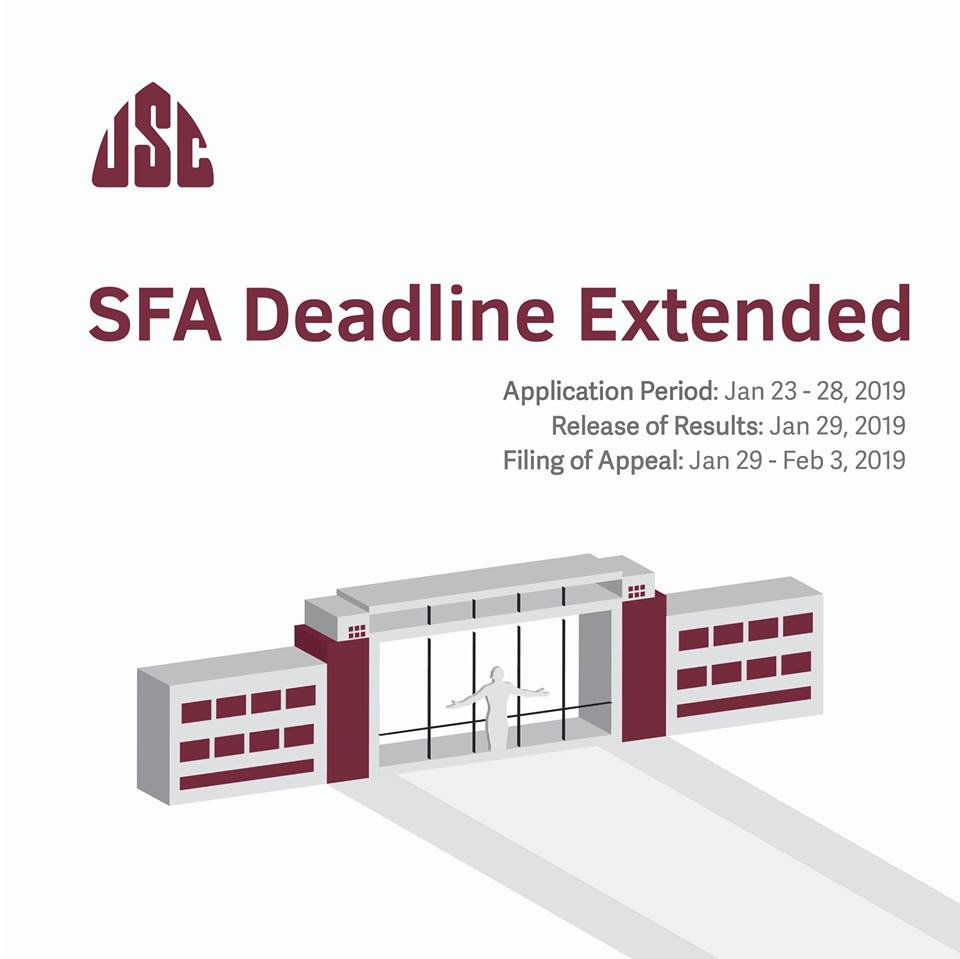 USC
SFA Deadline Extended
Application Period: Jan 23 - 28, 2019
Release of Results: Jan 29, 2019
Filing of Appeal: Jan 29 - Feb 3, 2019